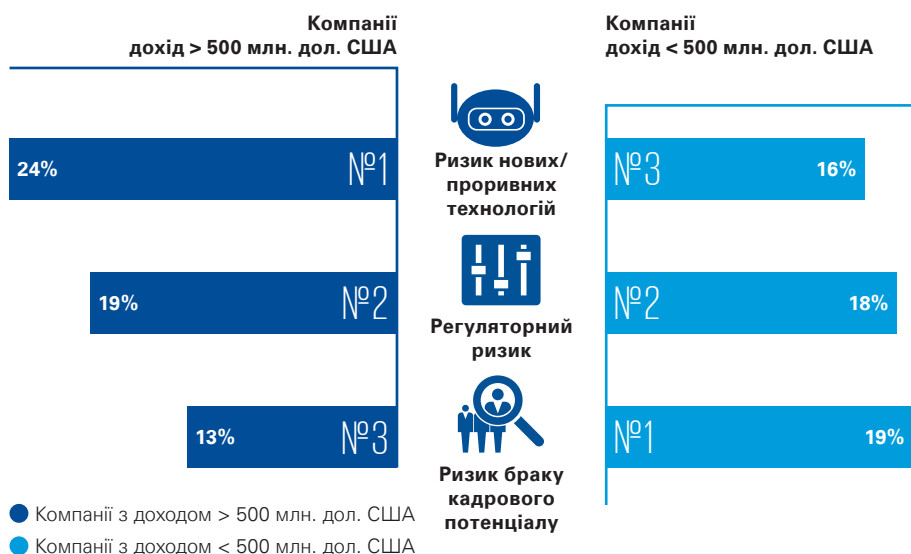 Компанії
дохід > 500 млн. дол. США
Компанії
дохід < 500 млн. дол. США
24%
№1
Ризик нових/
проривних
технологій
№3
16%
19%
№2
Регуляторний
ризик
№2
18%
13%
№3
Ризик браку
кадрового
потенціалу
№1
19%
Компанії з доходом > 500 млн. дол. США
Компанії з доходом < 500 млн. дол. США